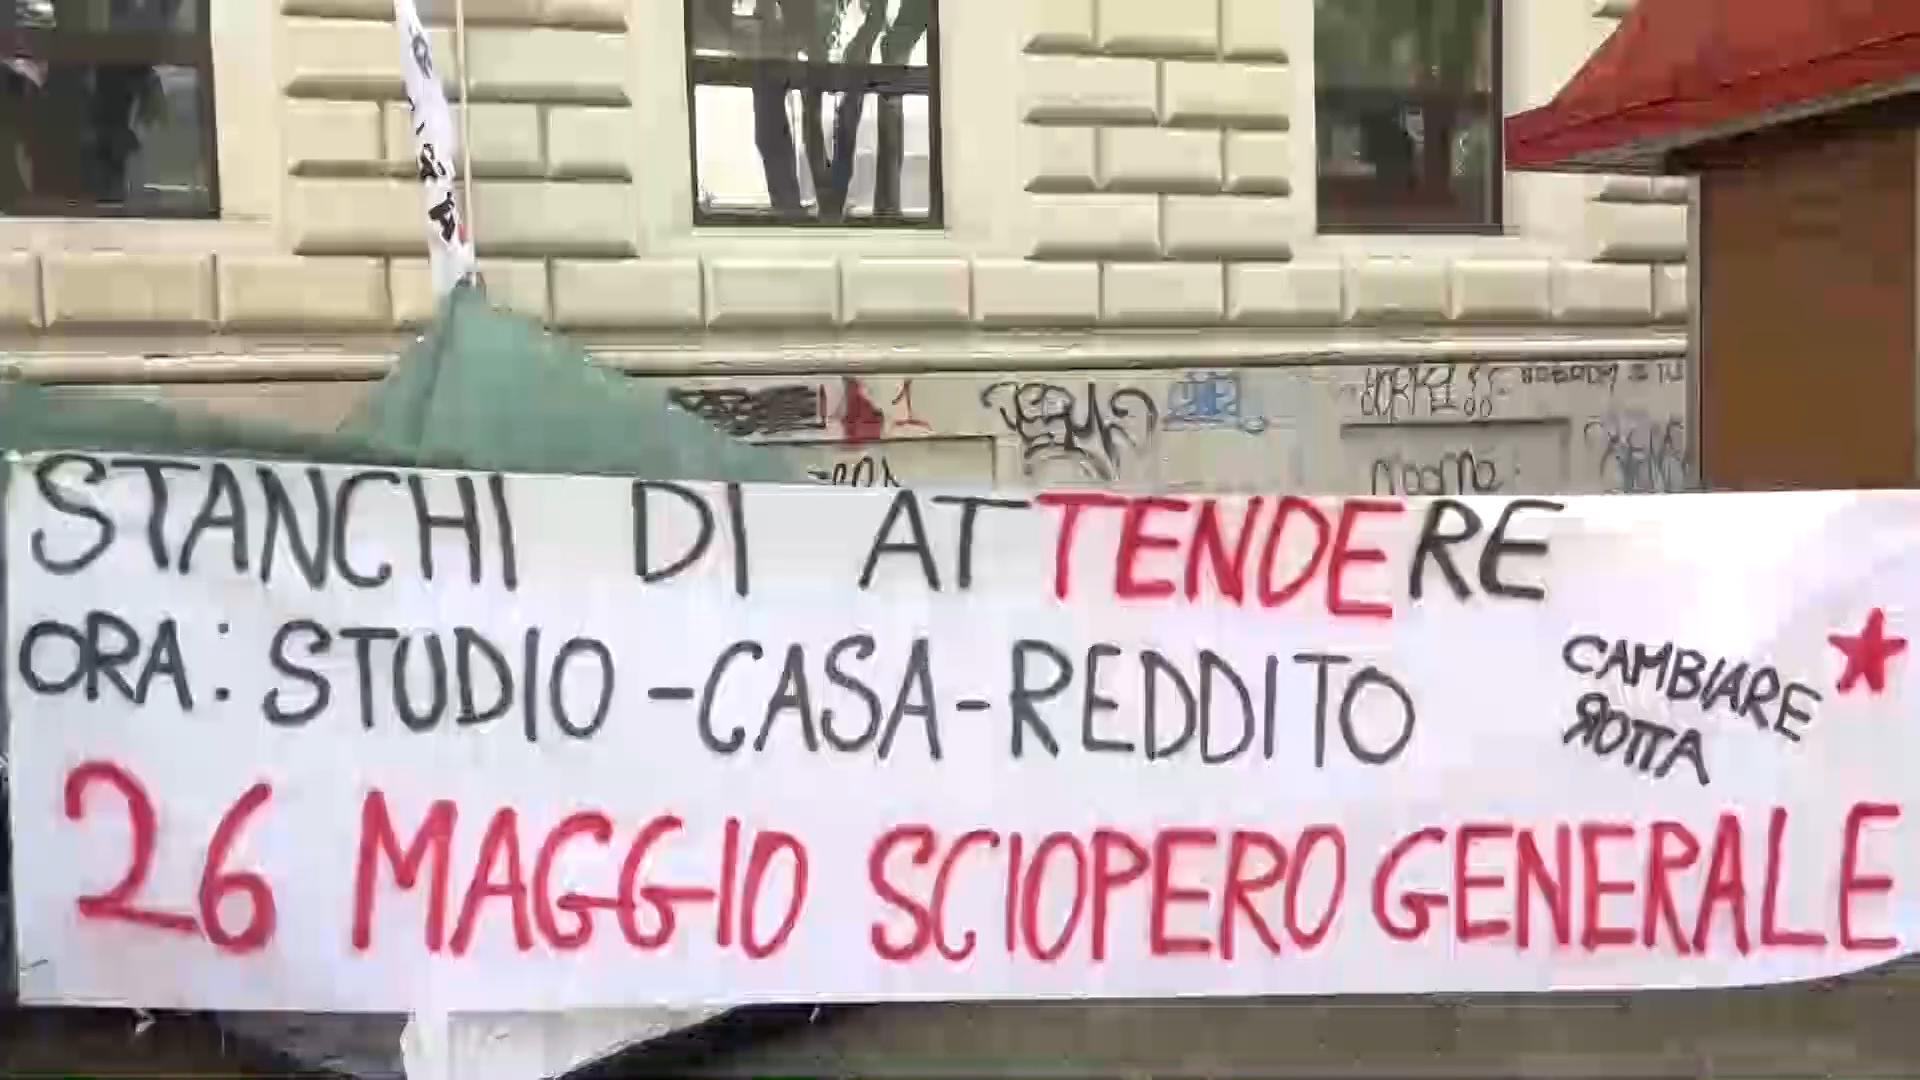 STANCHI DI ATTENDERE
ORA: STUDIO-CASA-REDDITO
CAMBIARE
ROTTA
26 MAGGIO SCIOPERO GENERALE